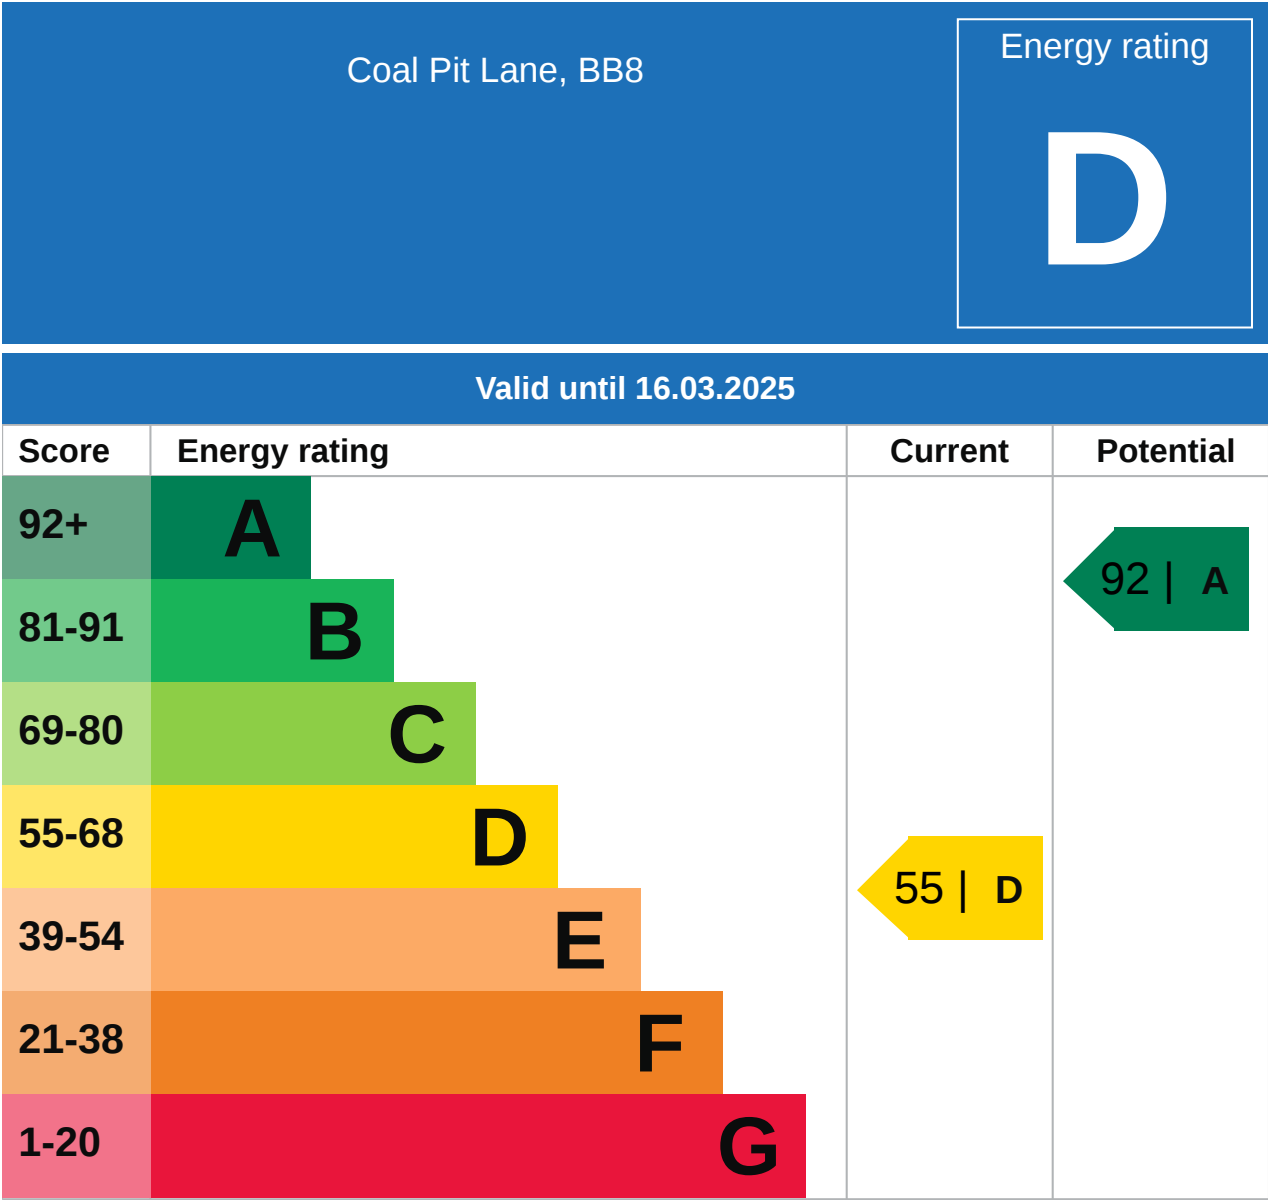 Coal Pit Lane, BB8
Energy rating
D
Valid until 16.03.2025
Score Energy rating Current Potential
92+ A
92 | A
81-91 B
69-80 C
55-68 D
55 | D
39-54 E
21-38 F
1-20 G